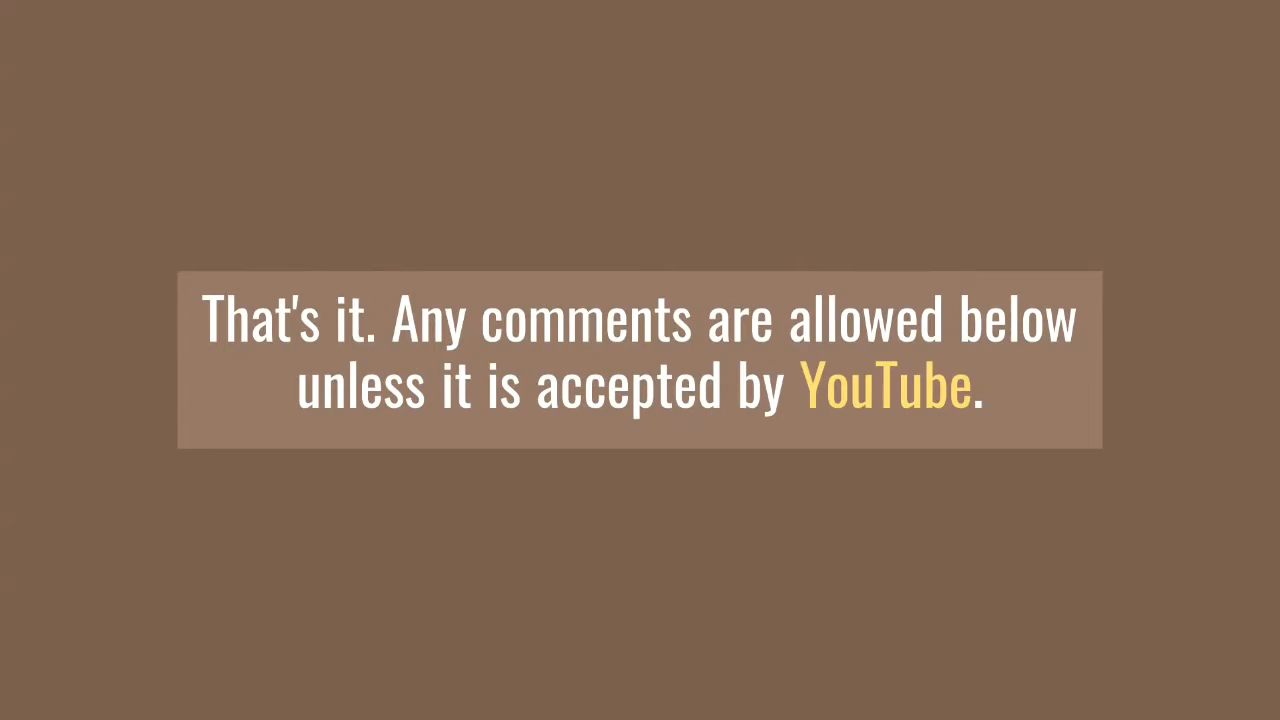 That's it. Any comments are allowed below
unless it is accepted by YouTube.